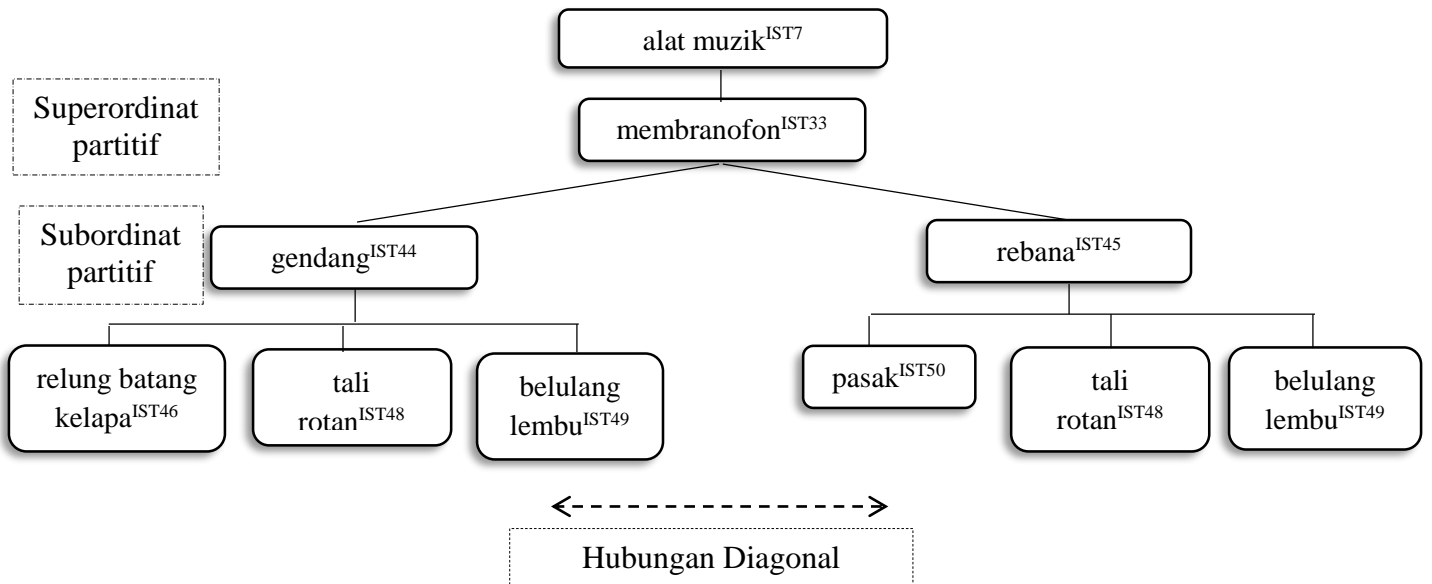 alat muzikIST7
Superordinat
partitif
membranofonIST33
Subordinat
partitif
gendangIST44
rebanaIST45
relung batang
kelapaIST46
tali
rotanIST48
belulang
lembuIST49
pasakIST50
tali
rotanIST48
belulang
lembuIST49
Hubungan Diagonal